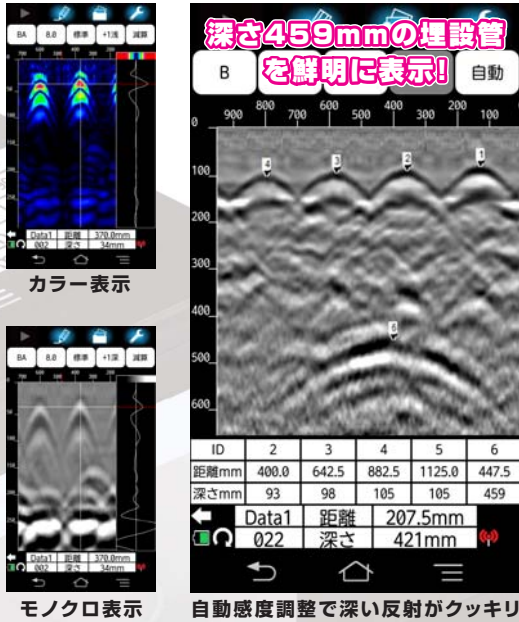 BA 8.0 標準 +1浅 減算
Data1 距離 370.0mm
002 深さ 34mm
カラー表示
BA 8.0 標準 +1深 減算
Data1 距離 370.0mm
002 深さ 34mm
モノクロ表示
深さ459mmの埋設管
を鮮明に表示!
B 自動
900 800 700 600 500 400 300 200 100
0
100
200
300
400
500
600
4 3 2 1
6
ID 2 3 4 5 6
距離mm 400.0 642.5 882.5 1125.0 447.5
深さmm 93 98 105 105 459
Data1 距離 207.5mm
022 深さ 421mm
自動感度調整で深い反射がクッキリ